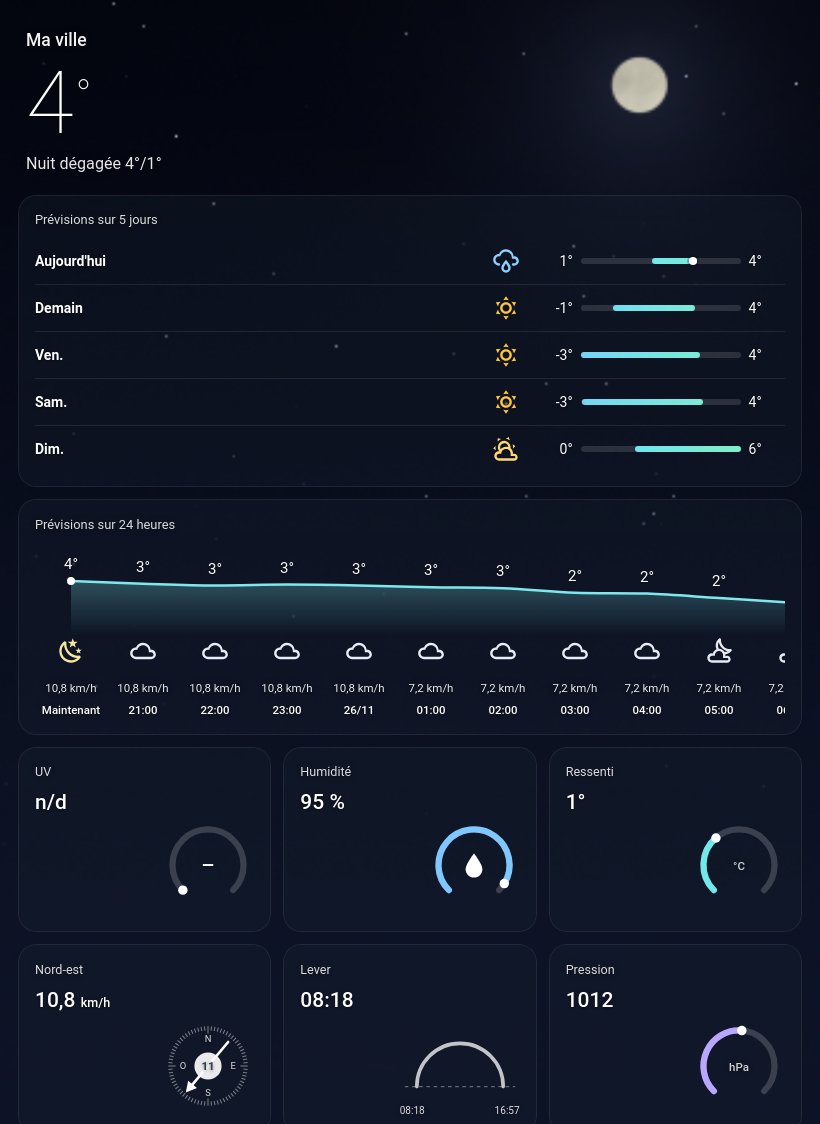 Ma ville
4°
Nuit dégagée 4°/1°
Prévisions sur 5 jours
Aujourd'hui 1° 4°
Demain -1° 4°
Ven. -3° 4°
Sam. -3° 4°
Dim. 0° 6°
Prévisions sur 24 heures
4° 3° 3° 3° 3° 3° 3° 2° 2° 2°
10,8 km/h 10,8 km/h 10,8 km/h 10,8 km/h 10,8 km/h 7,2 km/h 7,2 km/h 7,2 km/h 7,2 km/h 7,2 km/h 7,2
Maintenant 21:00 22:00 23:00 26/11 01:00 02:00 03:00 04:00 05:00
UV
n/d
–
Humidité
95 %
Ressenti
1°
°C
Nord-est
10,8 km/h
N
O 11 E
S
Lever
08:18
08:18 16:57
Pression
1012
hPa